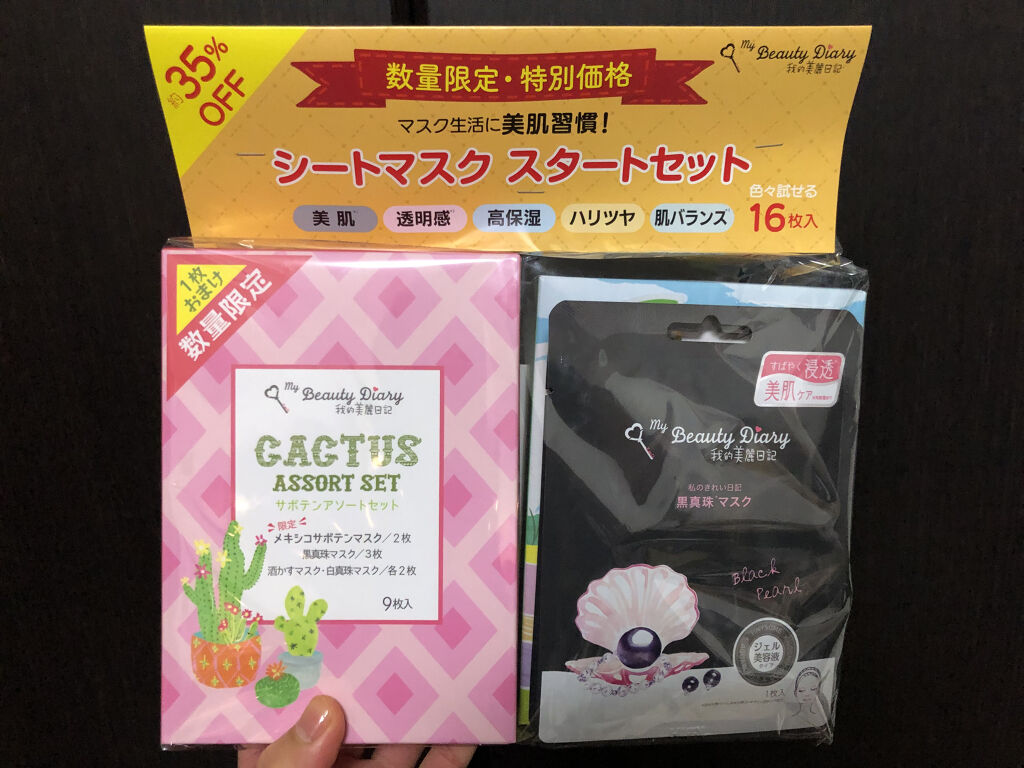 約35%
OFF
数量限定・特別価格
My Beauty Diary
我的美麗日記
マスク生活に美肌習慣!
シートマスク スタートセット
美肌 透明感 高保湿 ハリツヤ 肌バランス
色々試せる
16枚入
1枚
おまけ
数量限定
My Beauty Diary
我的美麗日記
CACTUS
ASSORT SET
サボテンアソートセット
限定
メキシコサボテンマスク/2枚
黒真珠マスク/3枚
酒かすマスク・白真珠マスク/各2枚
9枚入
すばやく浸透
美肌ケア
My Beauty Diary
我的美麗日記
私のきれい日記
黒真珠マスク
Black
Pearl
ジェル
美容液
タイプ
1枚入